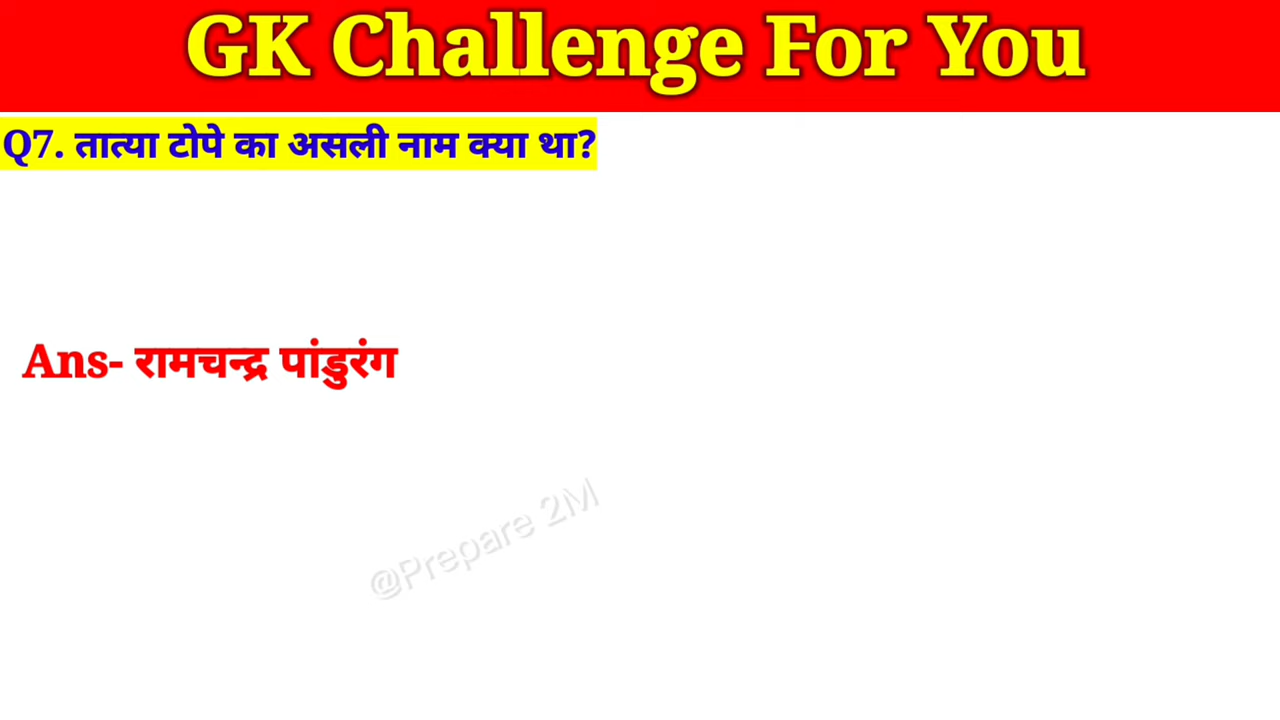 GK Challenge For You
Q7. तात्या टोपे का असली नाम क्या था?
Ans- रामचन्द्र पांडुरंग
@Prepare 2M